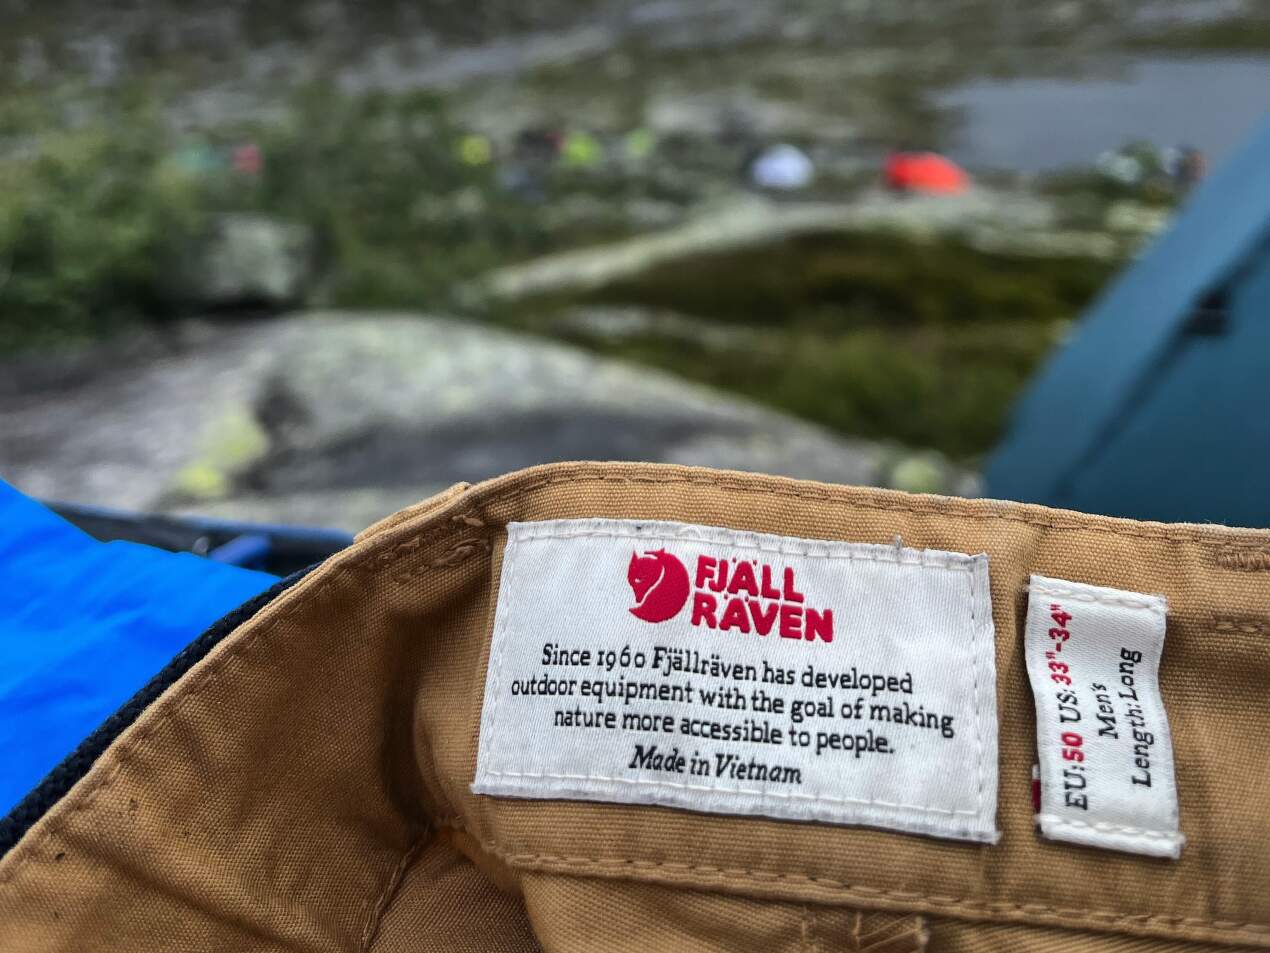 FJÄLL
RÄVEN
Since 1960 Fjällräven has developed
outdoor equipment with the goal of making
nature more accessible to people.
Made in Vietnam
EU: 50 US: 33"-34"
Men's
Length: Long